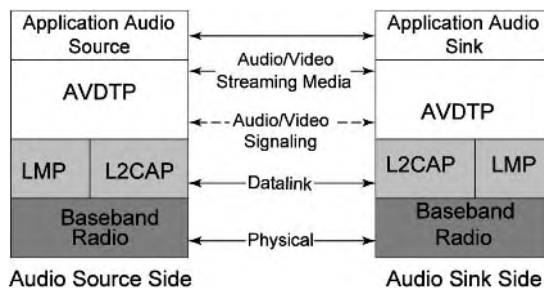 Application Audio
Source
AVDTP
LMP
L2CAP
Baseband
Radio
Audio Source Side
Audio/Video
Streaming Media
Audio/Video
Signaling
Datalink
Physical
Application Audio
Sink
AVDTP
L2CAP
LMP
Baseband
Radio
Audio Sink Side